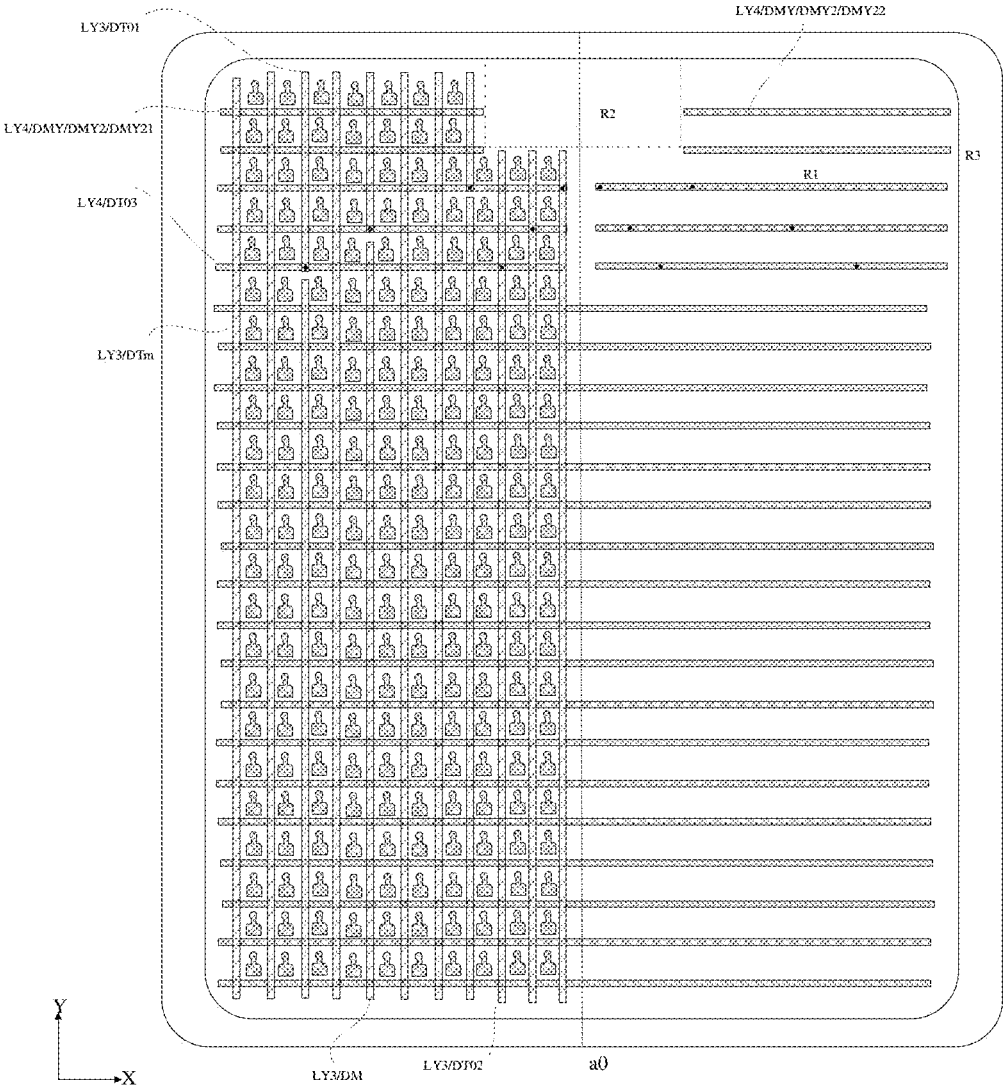 LY4/DMY/DMY2/DMY22
LY3/DT01
R2
LY4/DMY/DMY2/DMY21
R3
R1
LY4/DT03
LY3/DTm
Y
X
LY3/DM
LY3/DT02
a0